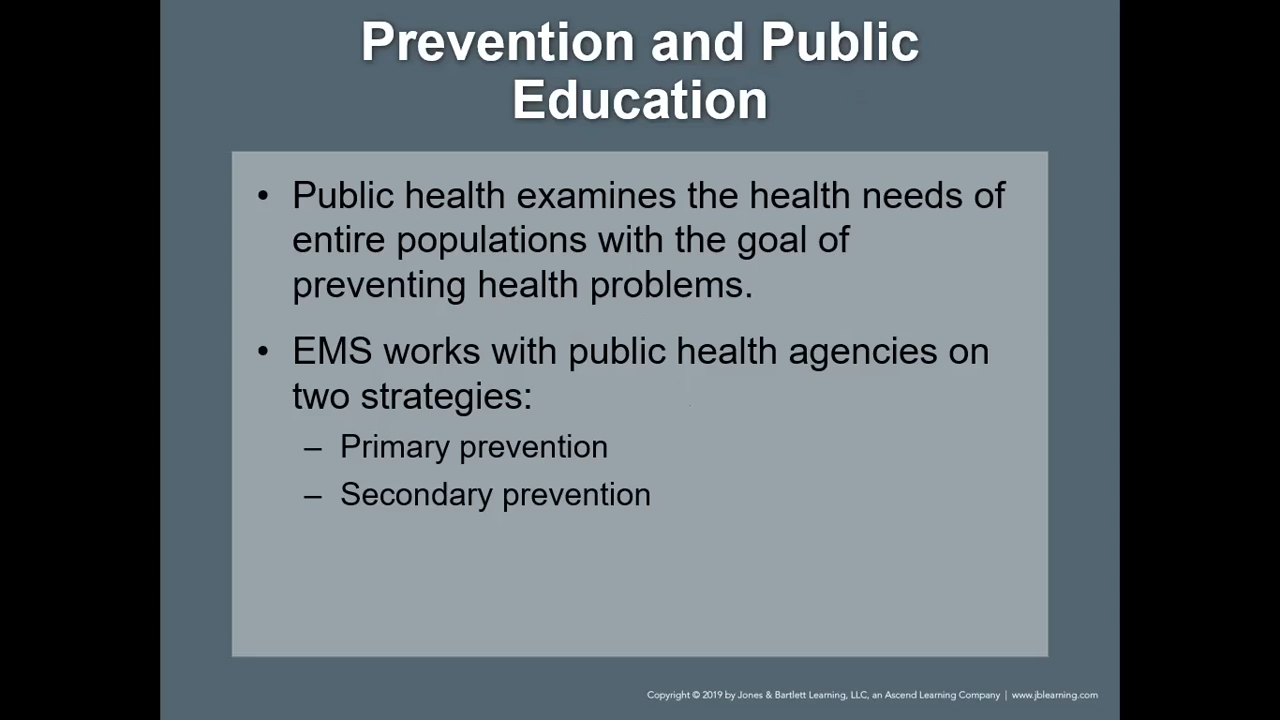 Prevention and Public
Education
• Public health examines the health needs of
entire populations with the goal of
preventing health problems.
• EMS works with public health agencies on
two strategies:
– Primary prevention
– Secondary prevention
Copyright © 2019 by Jones & Bartlett Learning, LLC, an Ascend Learning Company | www.jblearning.com